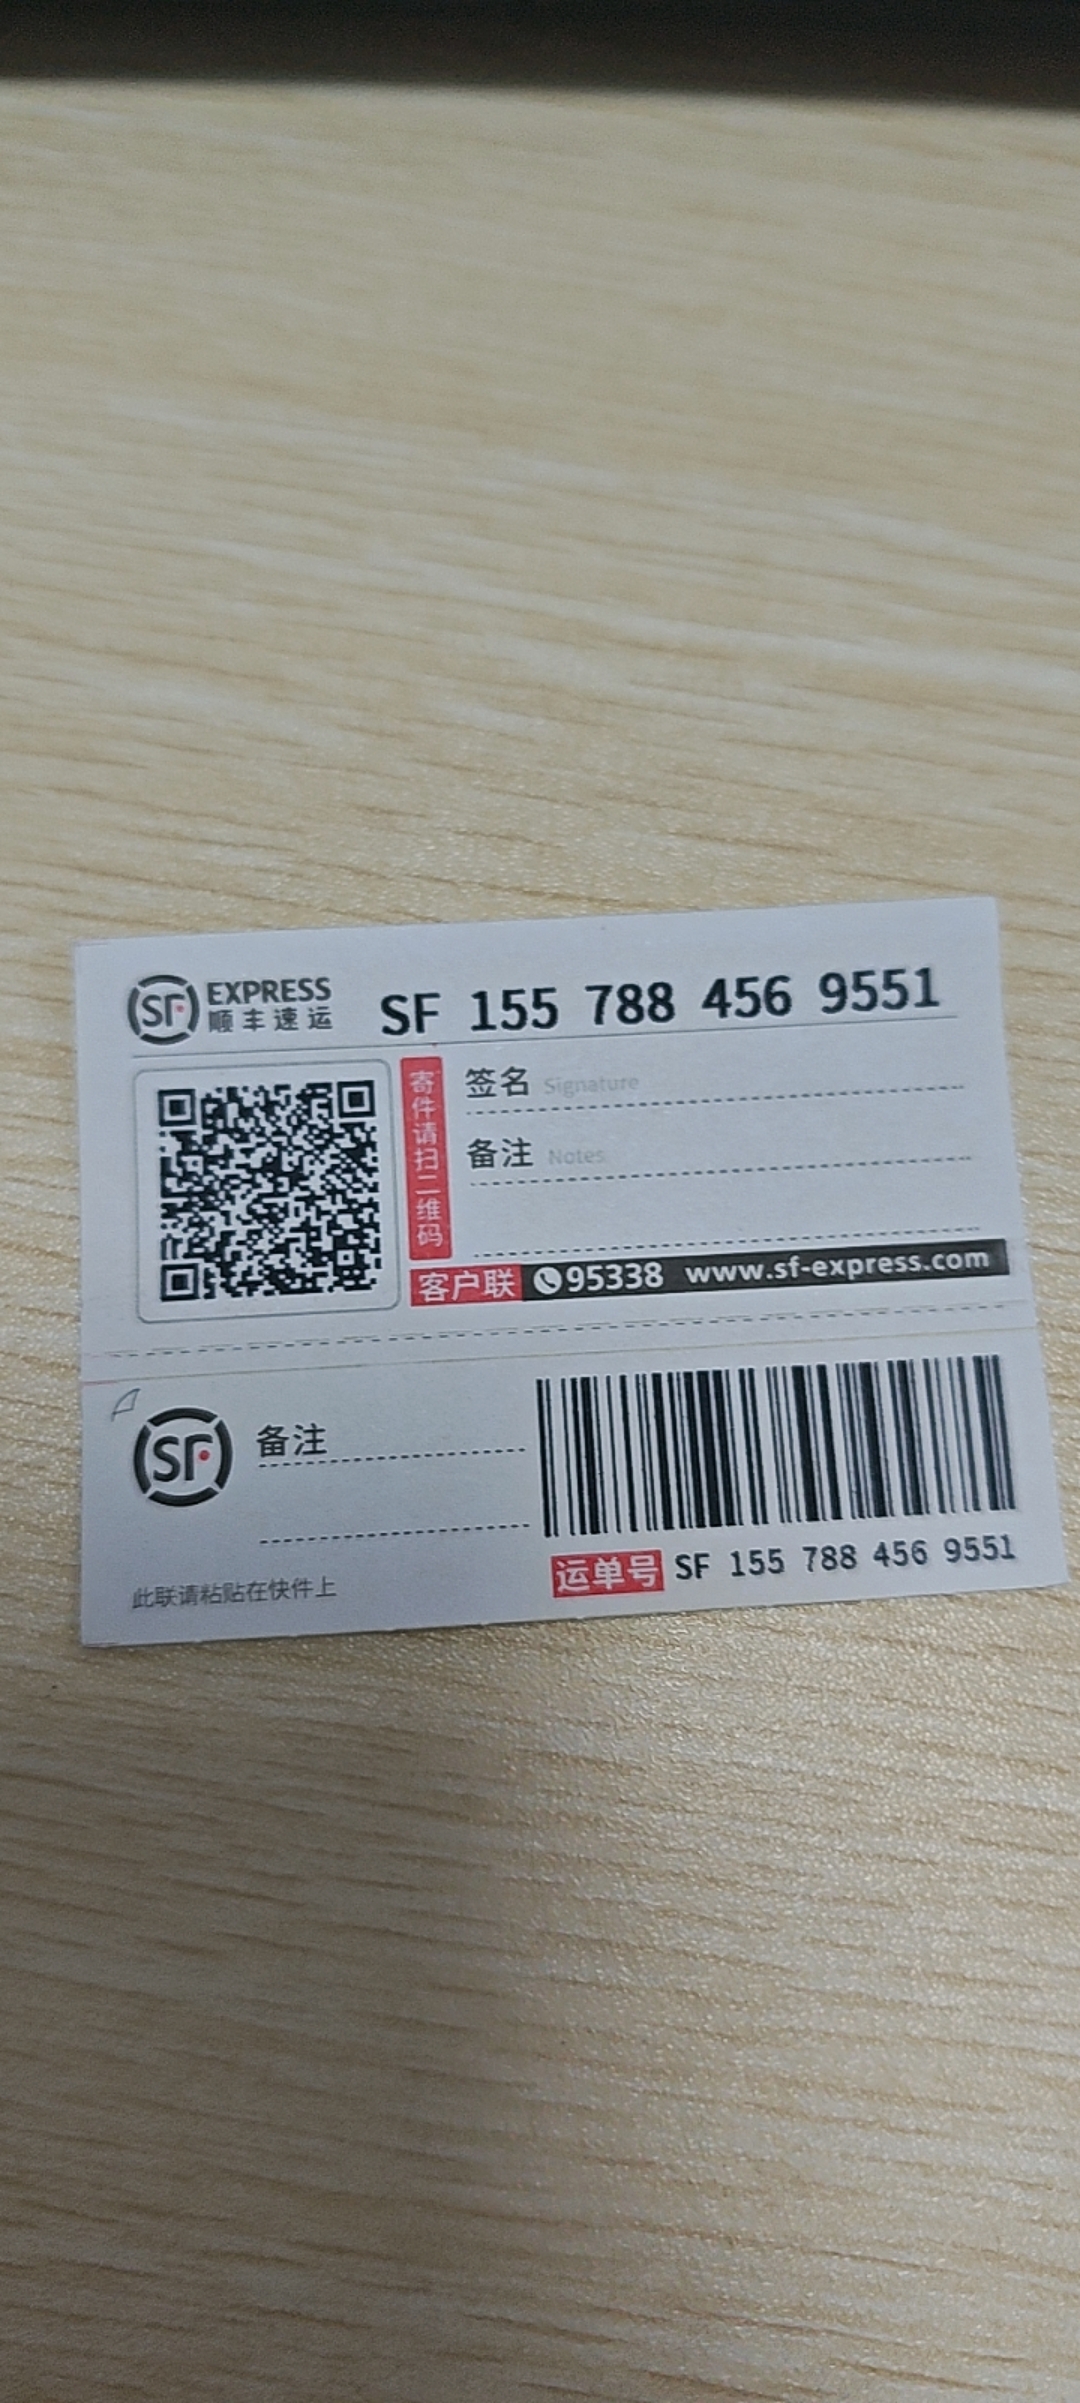 SF EXPRESS
顺丰速运
SF 155 788 456 9551
寄件请扫二维码
签名 Signature
备注 Notes
客户联 95338 www.sf-express.com
SF
备注
运单号 SF 155 788 456 9551
此联请粘贴在快件上